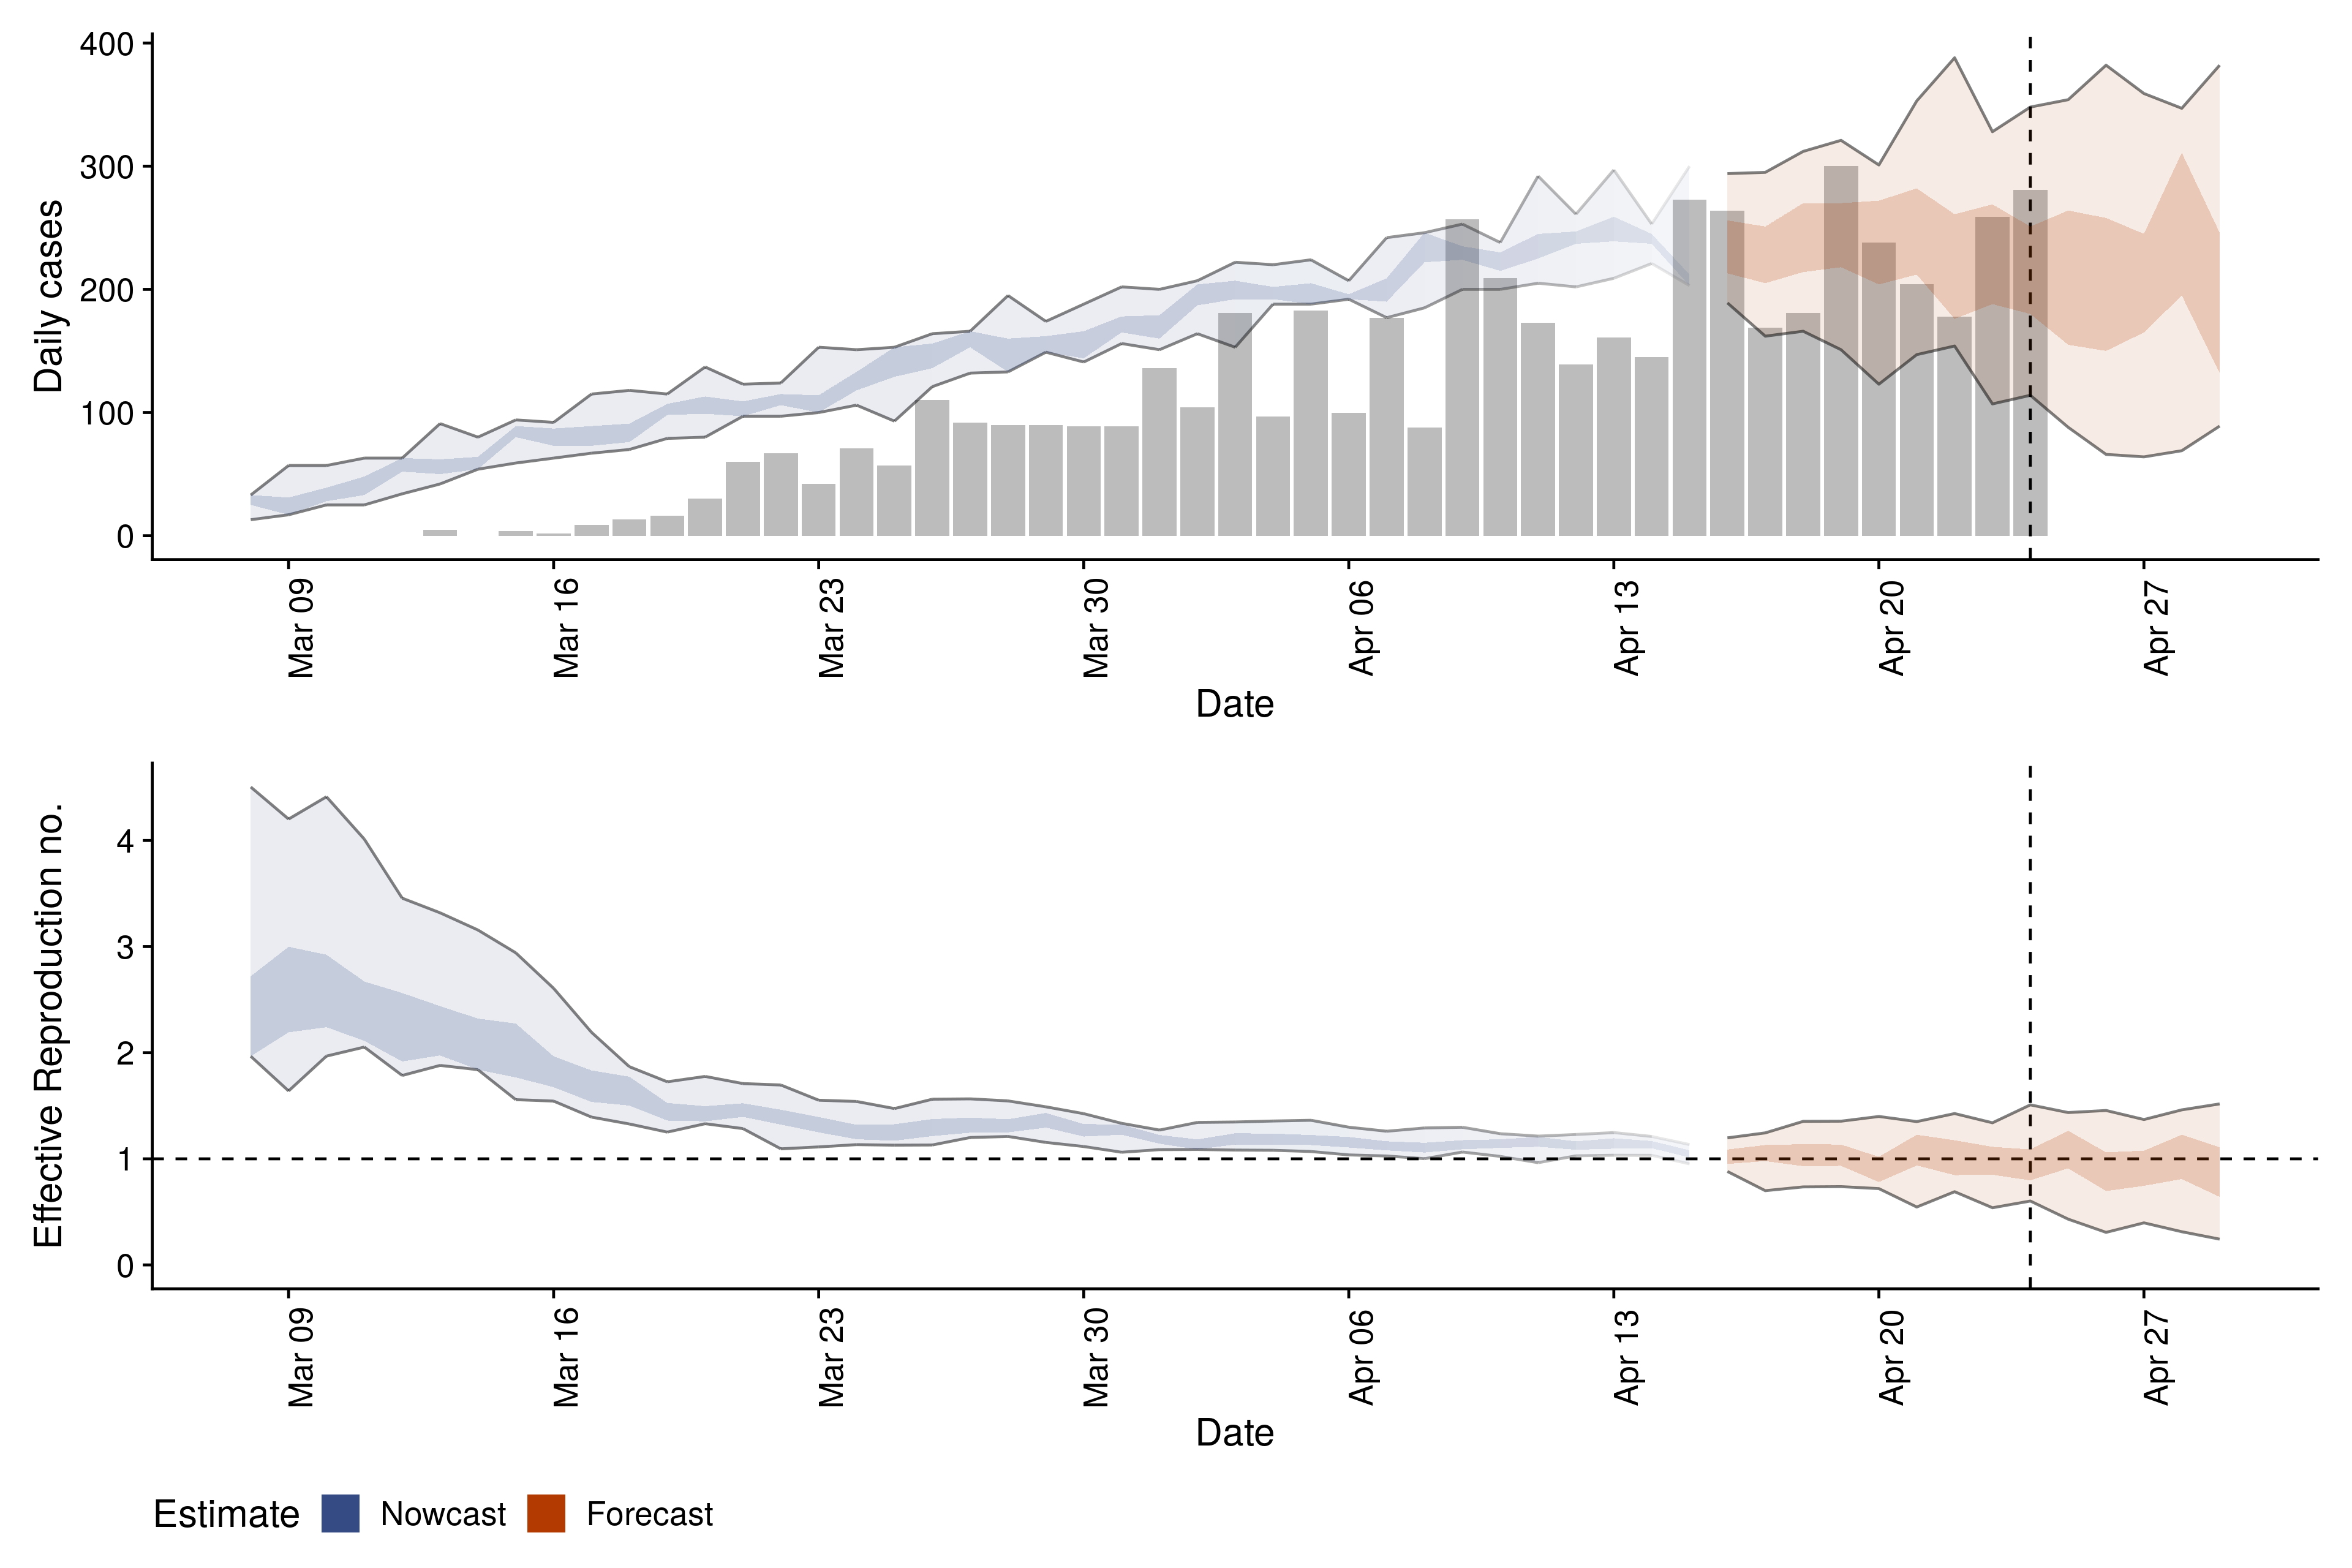 400
300
200
100
0
Daily cases
Mar 09 Mar 16 Mar 23 Mar 30 Apr 06 Apr 13 Apr 20 Apr 27
Date
4
3
2
1
0
Effective Reproduction no.
Mar 09 Mar 16 Mar 23 Mar 30 Apr 06 Apr 13 Apr 20 Apr 27
Date
Estimate Nowcast Forecast